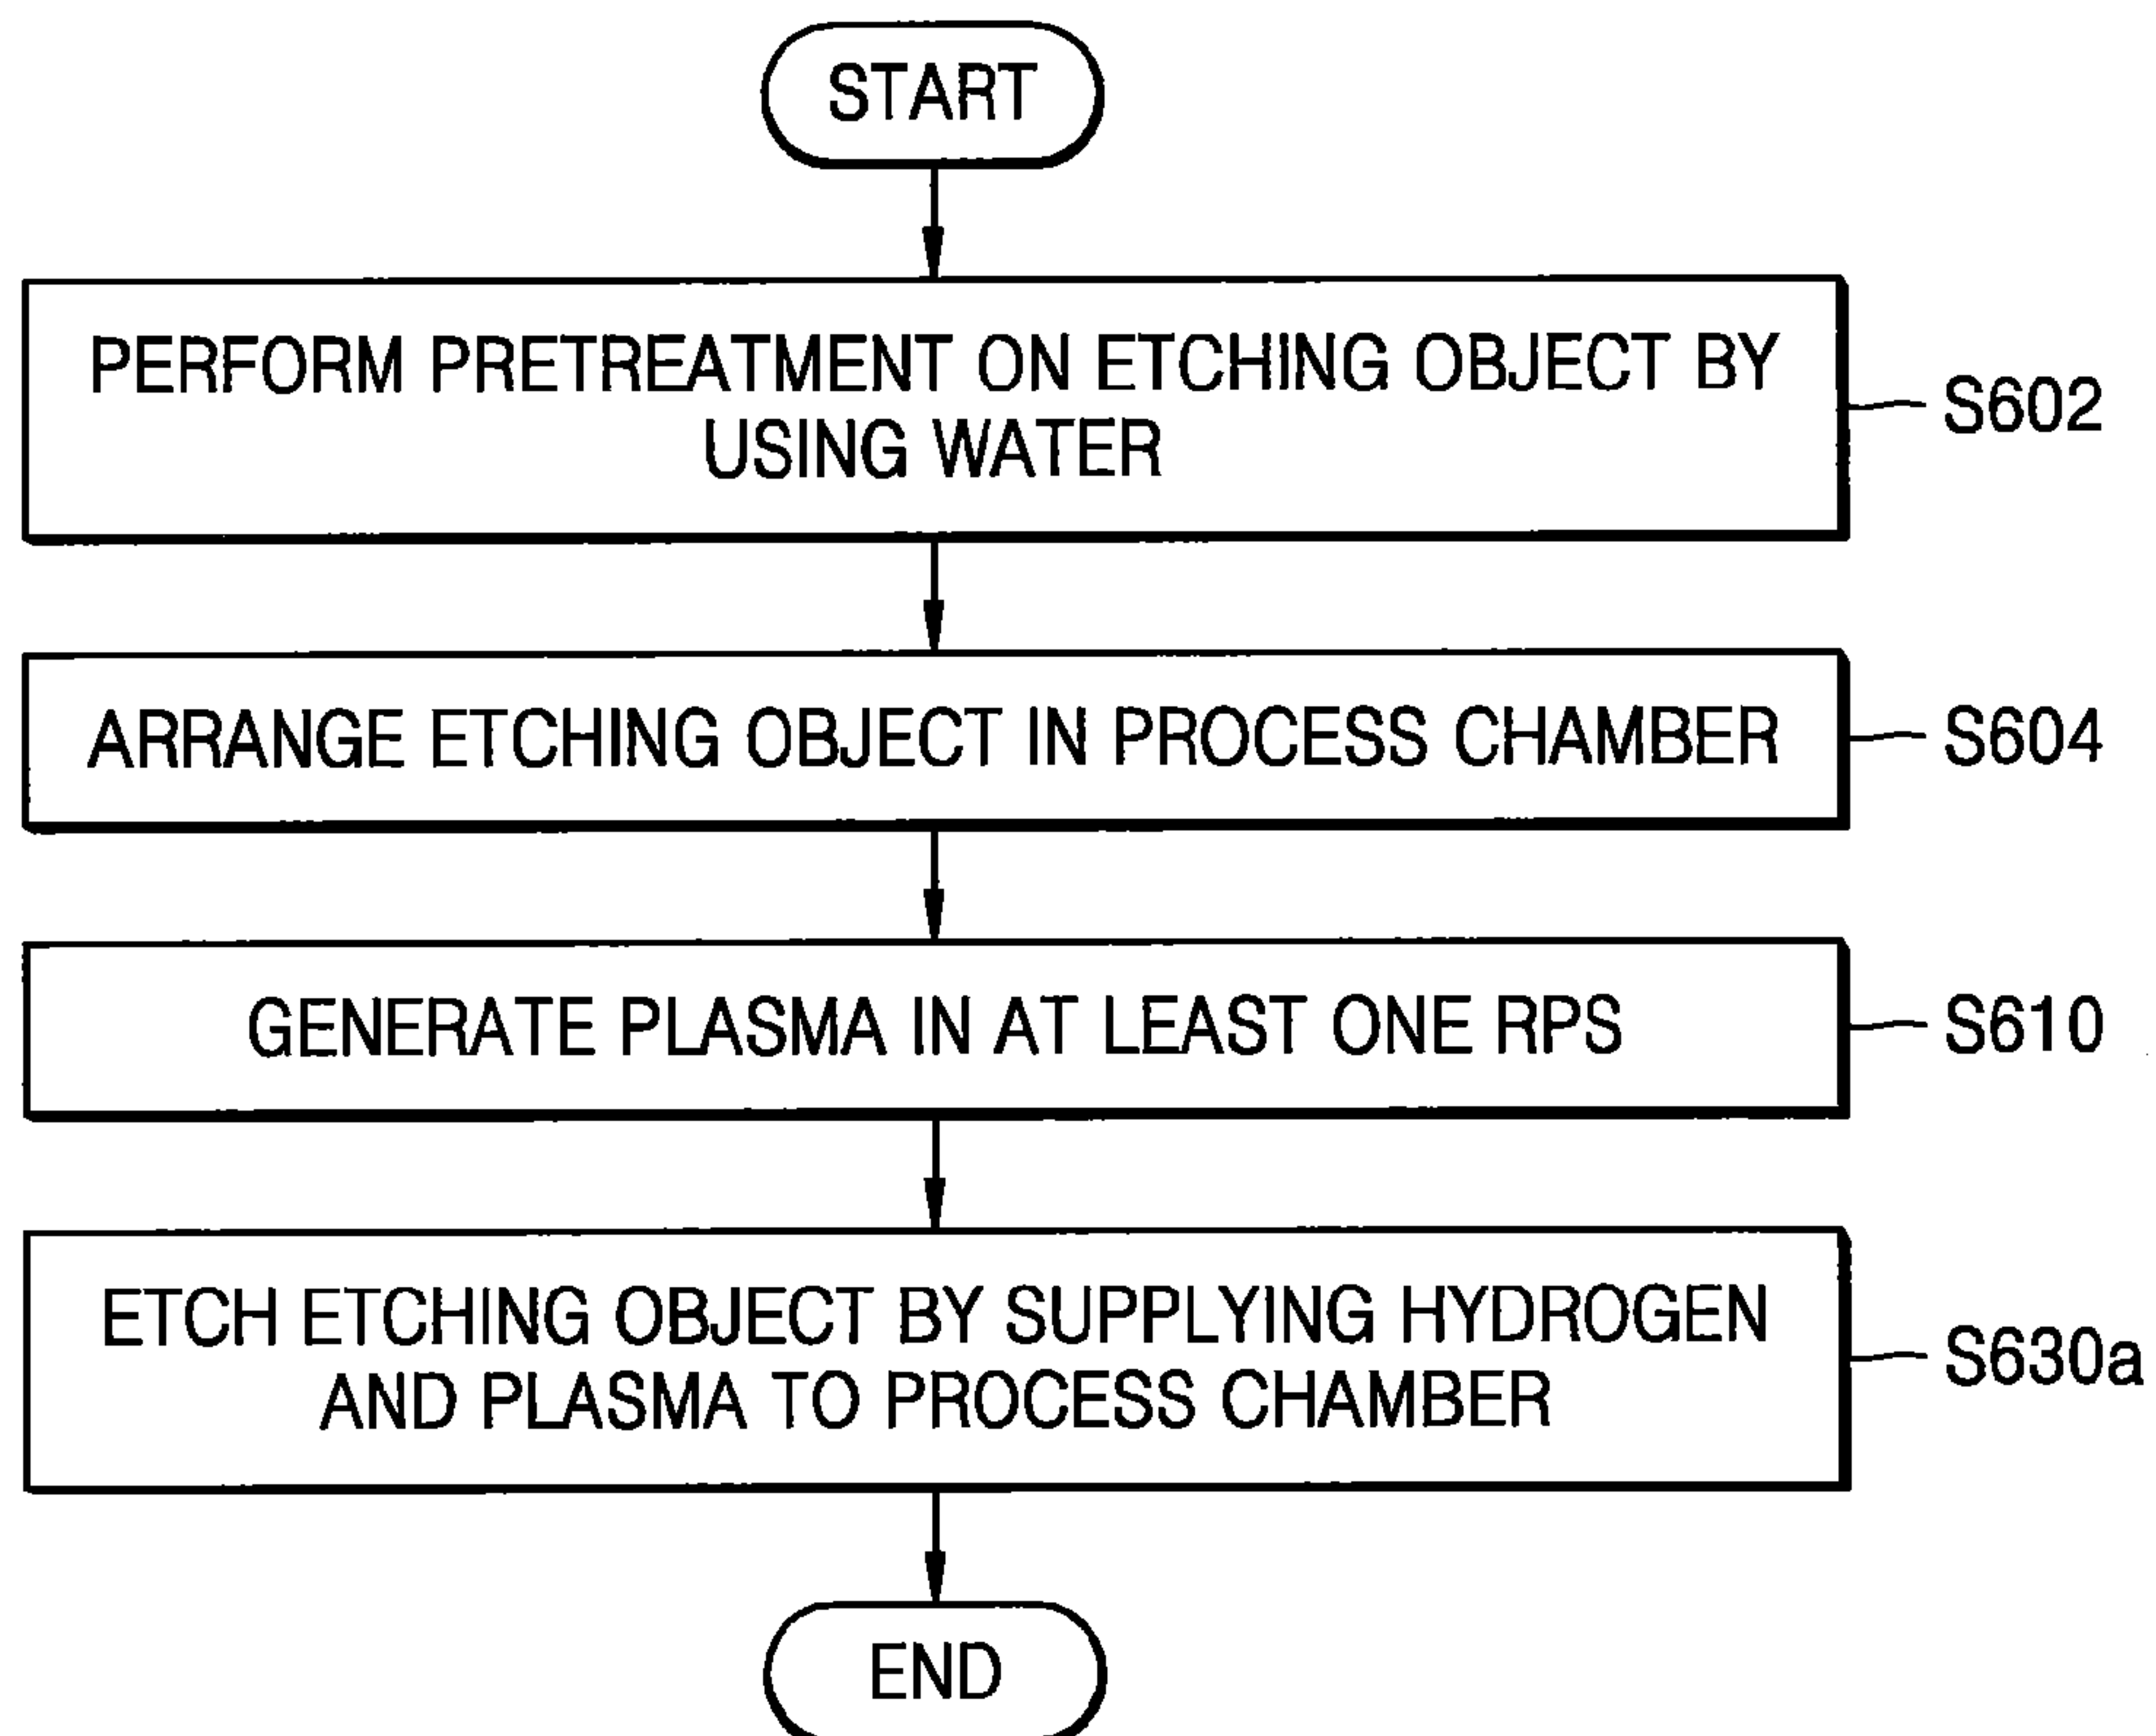 START
PERFORM PRETREATMENT ON ETCHING OBJECT BY
USING WATER
S602
ARRANGE ETCHING OBJECT IN PROCESS CHAMBER
S604
GENERATE PLASMA IN AT LEAST ONE RPS
S610
ETCH ETCHING OBJECT BY SUPPLYING HYDROGEN
AND PLASMA TO PROCESS CHAMBER
S630a
END